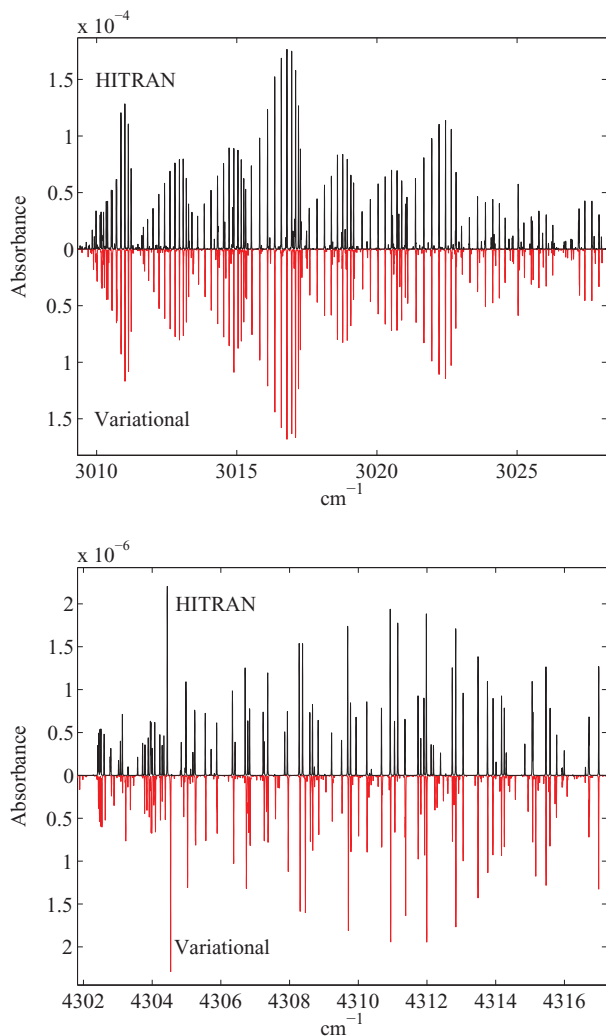 x 10⁻⁴
1.5
HITRAN
1
0.5
0
0.5
1
Variational
1.5
Absorbance
3010 3015 3020 3025
cm⁻¹
x 10⁻⁶
2
HITRAN
1.5
1
0.5
0
0.5
1
1.5
2
Variational
Absorbance
4302 4304 4306 4308 4310 4312 4314 4316
cm⁻¹